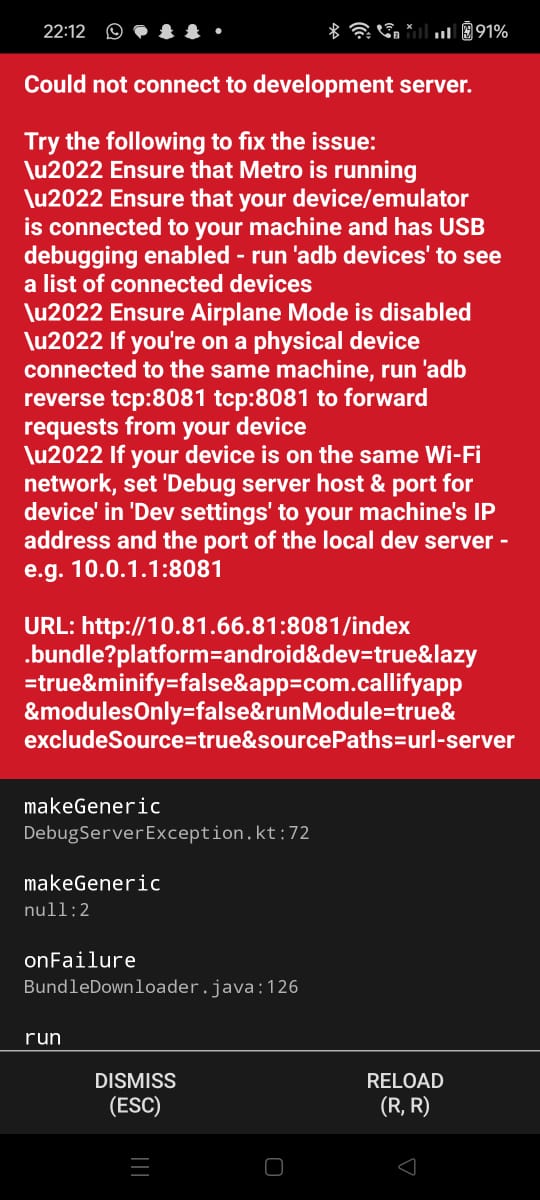 22:12 91%
Could not connect to development server.
Try the following to fix the issue:
\u2022 Ensure that Metro is running
\u2022 Ensure that your device/emulator
is connected to your machine and has USB
debugging enabled - run 'adb devices' to see
a list of connected devices
\u2022 Ensure Airplane Mode is disabled
\u2022 If you're on a physical device
connected to the same machine, run 'adb
reverse tcp:8081 tcp:8081 to forward
requests from your device
\u2022 If your device is on the same Wi-Fi
network, set 'Debug server host & port for
device' in 'Dev settings' to your machine's IP
address and the port of the local dev server -
e.g. 10.0.1.1:8081
URL: http://10.81.66.81:8081/index
.bundle?platform=android&dev=true&lazy
=true&minify=false&app=com.callifyapp
&modulesOnly=false&runModule=true&
excludeSource=true&sourcePaths=url-server
makeGeneric
DebugServerException.kt:72
makeGeneric
null:2
onFailure
BundleDownloader.java:126
run
DISMISS
(ESC)
RELOAD
(R, R)